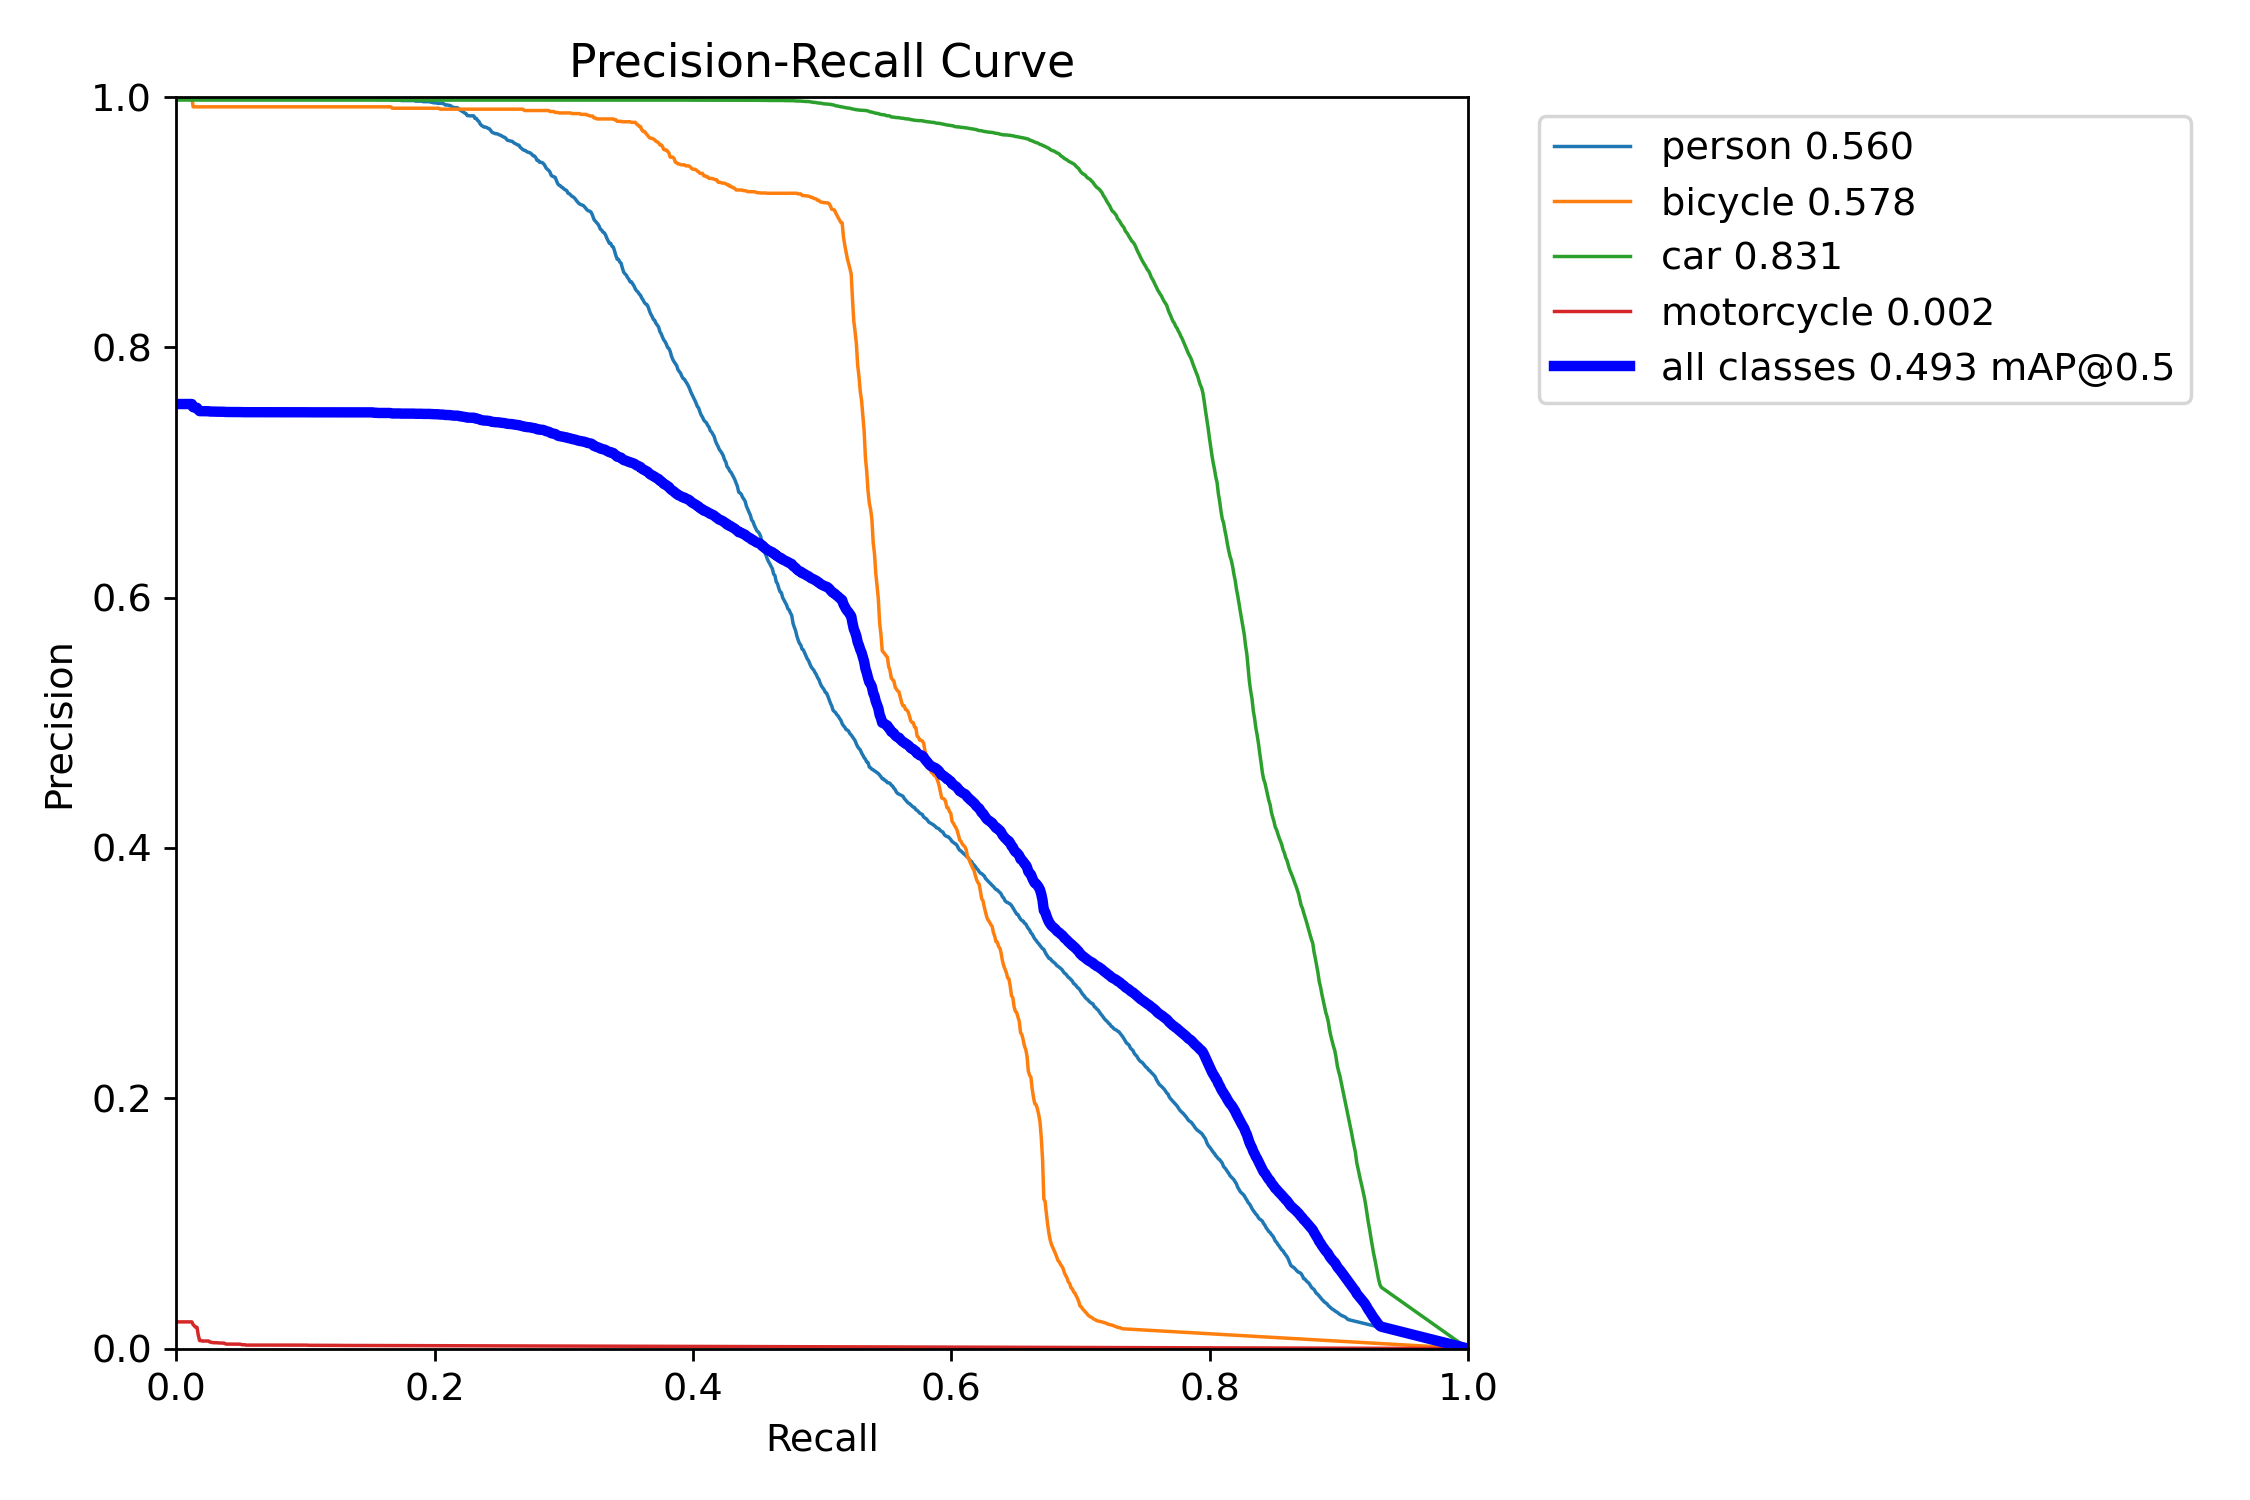 Precision-Recall Curve
1.0
0.8
0.6
0.4
0.2
0.0
Precision
0.0 0.2 0.4 0.6 0.8 1.0
Recall
person 0.560
bicycle 0.578
car 0.831
motorcycle 0.002
all classes 0.493 mAP@0.5